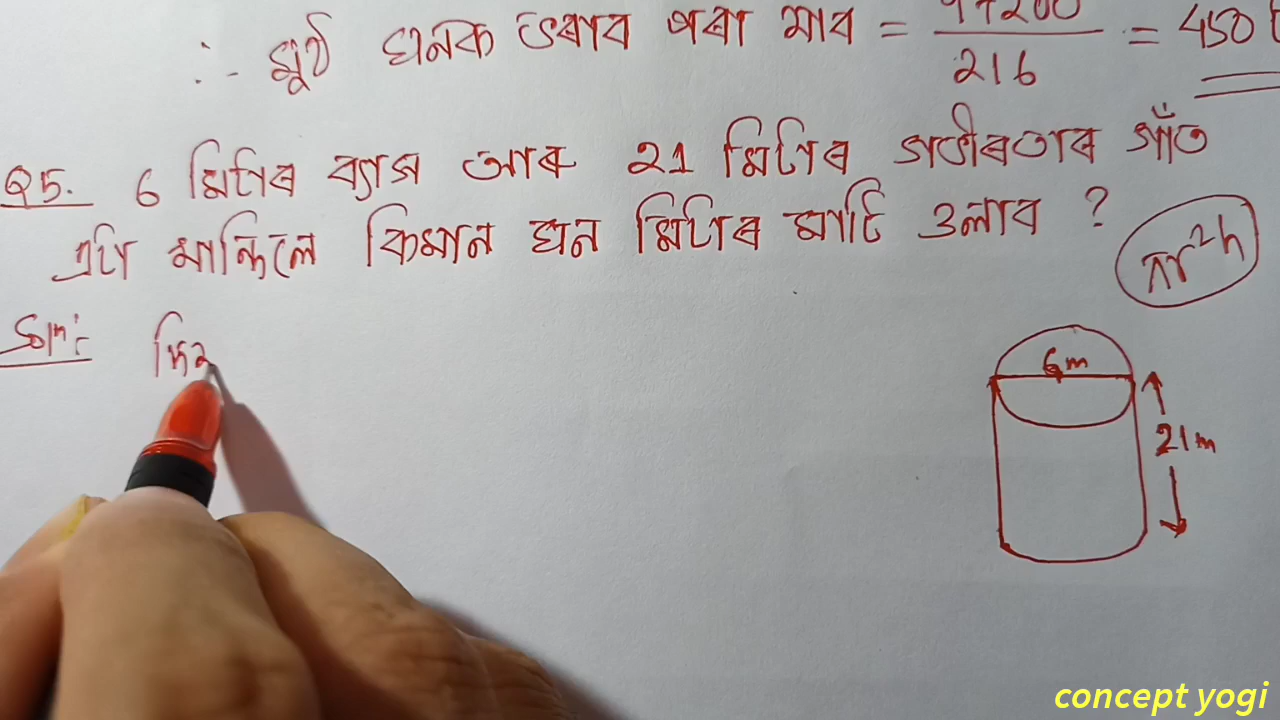 ∴ মুঠ ঘনক ভৰাব পৰা যাব = 97200/216 = 450
Q5. 6 মিটাৰ ব্যাস আৰু 21 মিটাৰ গভীৰতাৰ গাঁত
এটা খান্দিলে কিমান ঘন মিটাৰ মাটি ওলাব ?
πr²h
Solⁿ:
6m
21m
concept yogi